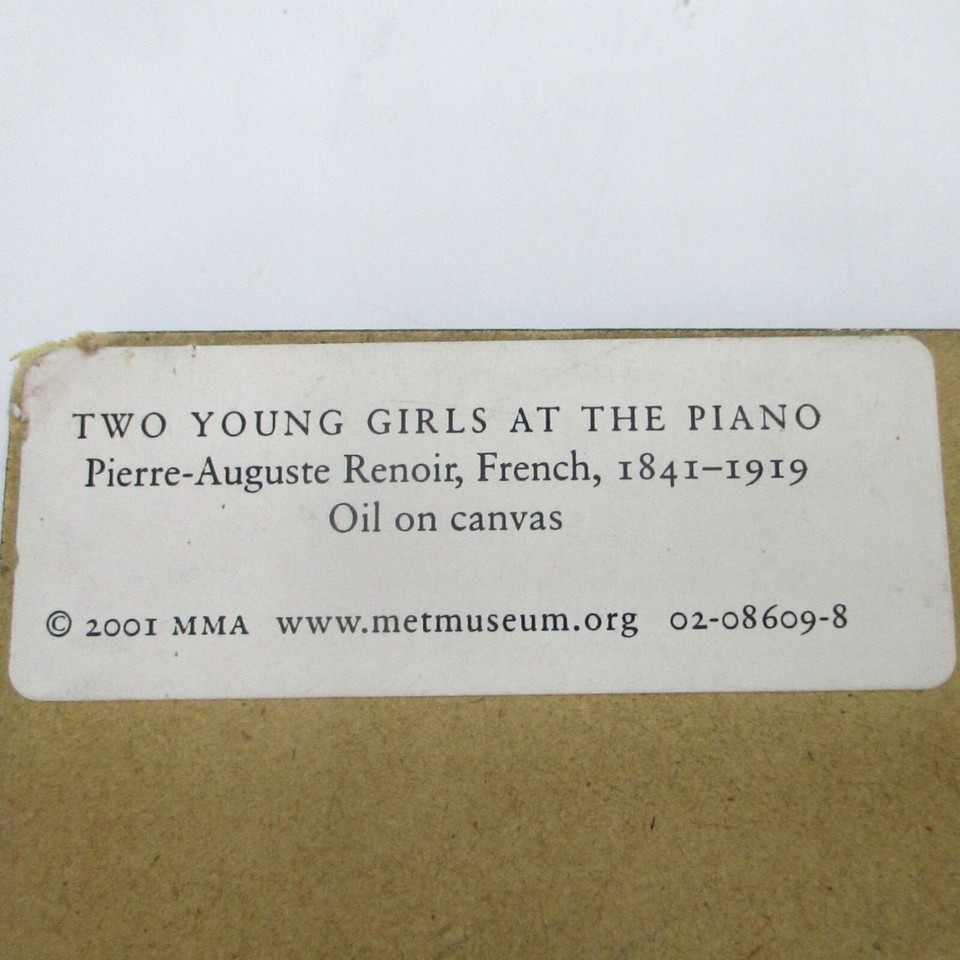 TWO YOUNG GIRLS AT THE PIANO
Pierre-Auguste Renoir, French, 1841–1919
Oil on canvas
© 2001 MMA www.metmuseum.org 02-08609-8